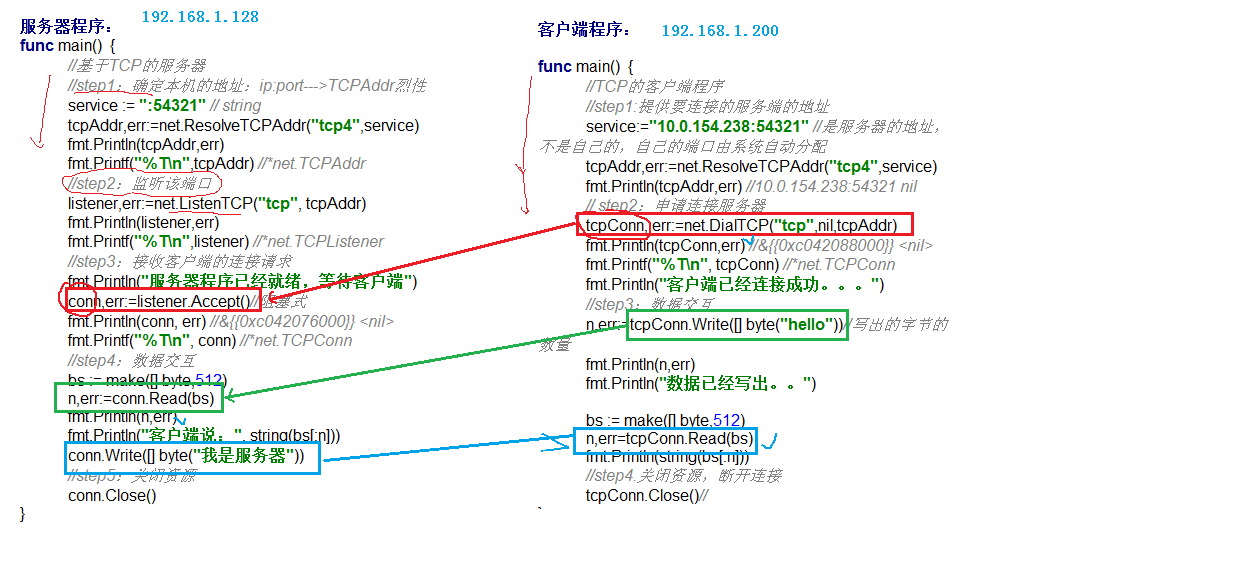 服务器程序： 192.168.1.128
func main() {
//基于TCP的服务器
//step1：确定本机的地址：ip:port--->TCPAddr烈性
service := ":54321" // string
tcpAddr,err:=net.ResolveTCPAddr("tcp4",service)
fmt.Println(tcpAddr,err)
fmt.Printf("%T\n",tcpAddr) //*net.TCPAddr
//step2：监听该端口
listener,err:=net.ListenTCP("tcp", tcpAddr)
fmt.Println(listener,err)
fmt.Printf("%T\n",listener) //*net.TCPListener
//step3：接收客户端的连接请求
fmt.Println("服务器程序已经就绪，等待客户端")
conn,err:=listener.Accept()//阻塞式
fmt.Println(conn, err) //&{{0xc042076000}} <nil>
fmt.Printf("%T\n", conn) //*net.TCPConn
//step4：数据交互
bs := make([] byte,512)
n,err:=conn.Read(bs)
fmt.Println(n,err)
fmt.Println("客户端说：", string(bs[:n]))
conn.Write([] byte("我是服务器"))
//step5：关闭资源
conn.Close()
}
客户端程序： 192.168.1.200
func main() {
//TCP的客户端程序
//step1:提供要连接的服务端的地址
service:="10.0.154.238:54321" //是服务器的地址，
不是自己的，自己的端口由系统自动分配
tcpAddr,err:=net.ResolveTCPAddr("tcp4",service)
fmt.Println(tcpAddr,err) //10.0.154.238:54321 nil
// step2：申请连接服务器
tcpConn, err:=net.DialTCP("tcp",nil,tcpAddr)
fmt.Println(tcpConn,err) //&{{0xc042088000}} <nil>
fmt.Printf("%T\n", tcpConn) //*net.TCPConn
fmt.Println("客户端已经连接成功。。。")
//step3：数据交互
n,err:=tcpConn.Write([] byte("hello"))//写出的字节的
数量
fmt.Println(n,err)
fmt.Println("数据已经写出。。")
bs := make([] byte,512)
n,err=tcpConn.Read(bs)
fmt.Println(string(bs[:n]))
//step4.关闭资源，断开连接
tcpConn.Close()//